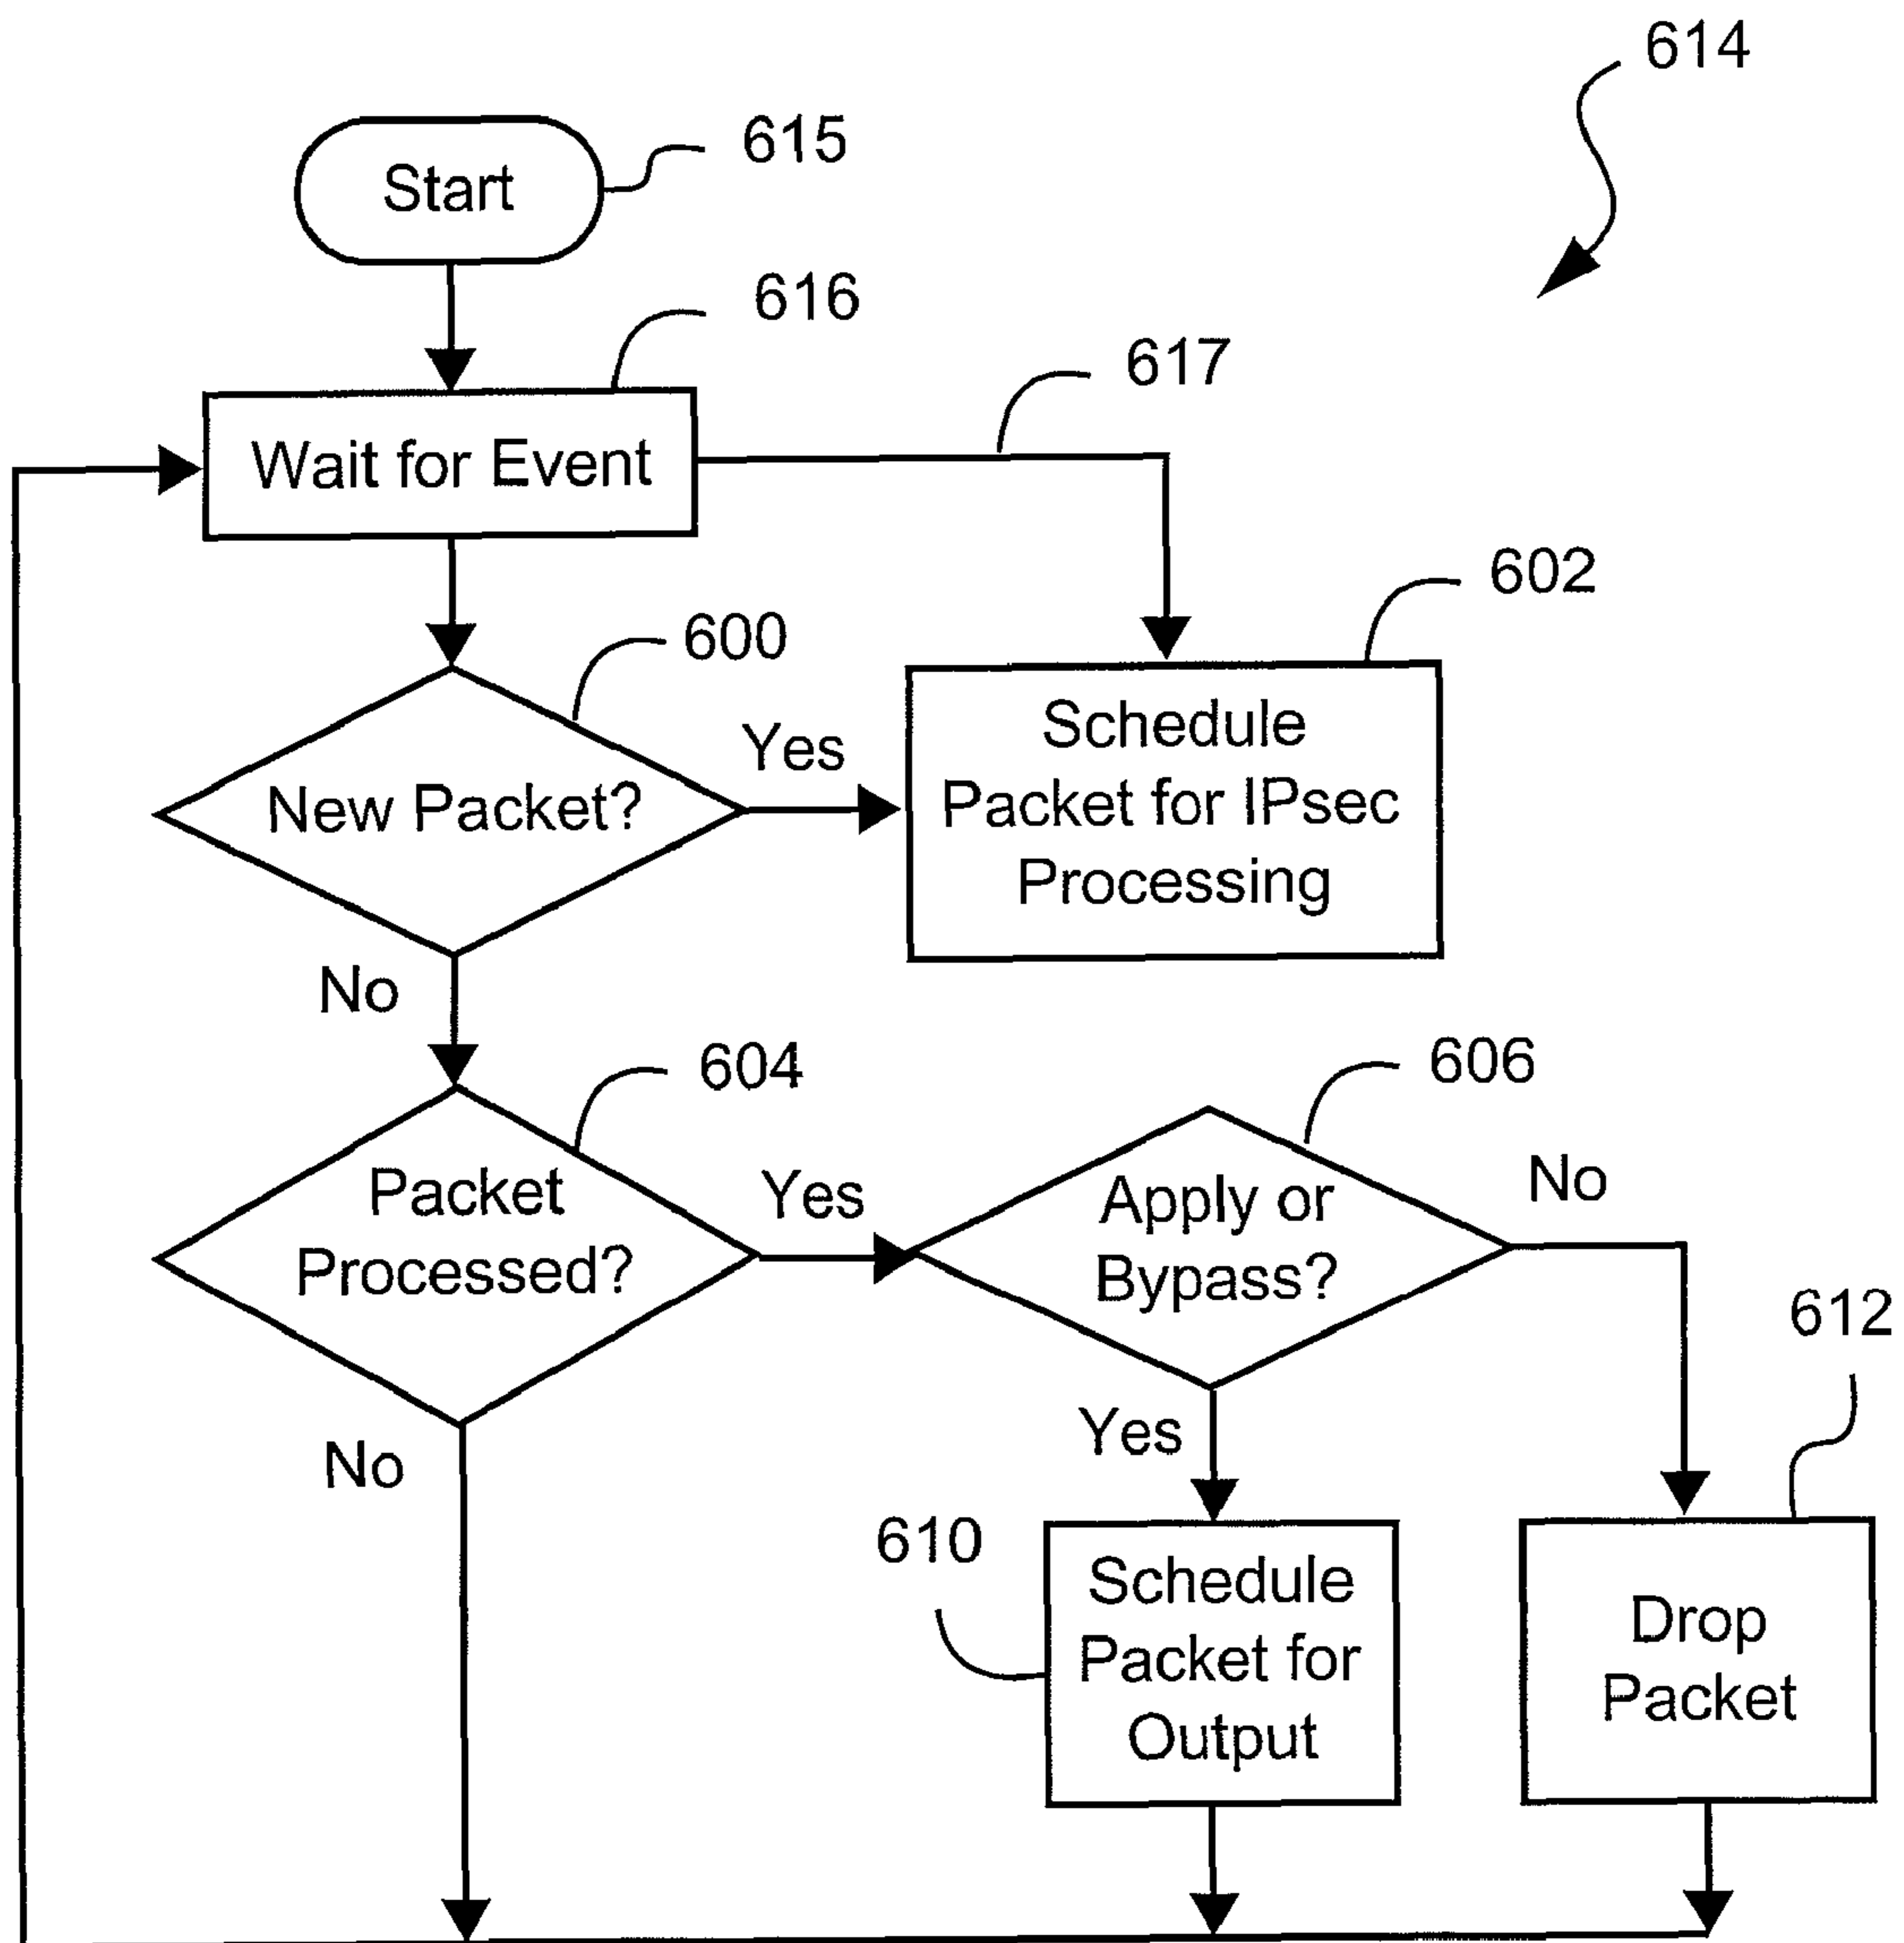 614
Start
615
616
617
Wait for Event
602
600
Schedule
Packet for IPsec
Processing
Yes
New Packet?
No
604
606
Packet
Processed?
Yes
Apply or
Bypass?
No
612
No
Yes
610
Schedule
Packet for
Output
Drop
Packet